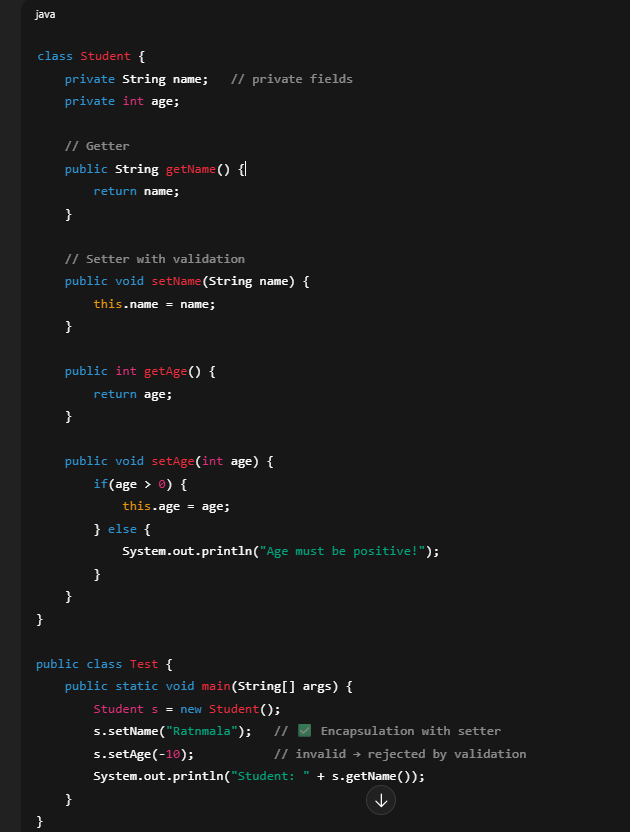 java
class Student {
    private String name;   // private fields
    private int age;
    // Getter
    public String getName() {
        return name;
    }
    // Setter with validation
    public void setName(String name) {
        this.name = name;
    }
    public int getAge() {
        return age;
    }
    public void setAge(int age) {
        if(age > 0) {
            this.age = age;
        } else {
            System.out.println("Age must be positive!");
        }
    }
}
public class Test {
    public static void main(String[] args) {
        Student s = new Student();
        s.setName("Ratnmala");   // ✅ Encapsulation with setter
        s.setAge(-10);           // invalid → rejected by validation
        System.out.println("Student: " + s.getName());
    }
}